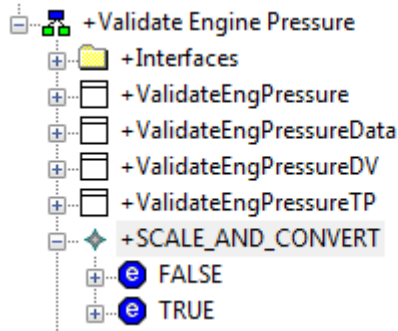 +Validate Engine Pressure
+Interfaces
+ValidateEngPressure
+ValidateEngPressureData
+ValidateEngPressureDV
+ValidateEngPressureTP
+SCALE_AND_CONVERT
e FALSE
e TRUE